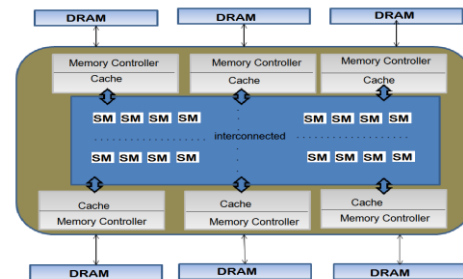 DRAM DRAM DRAM
Memory Controller Memory Controller Memory Controller
Cache Cache Cache
SM SM SM SM SM SM SM SM
interconnected
SM SM SM SM SM SM SM SM
Cache Cache Cache
Memory Controller Memory Controller Memory Controller
DRAM DRAM DRAM